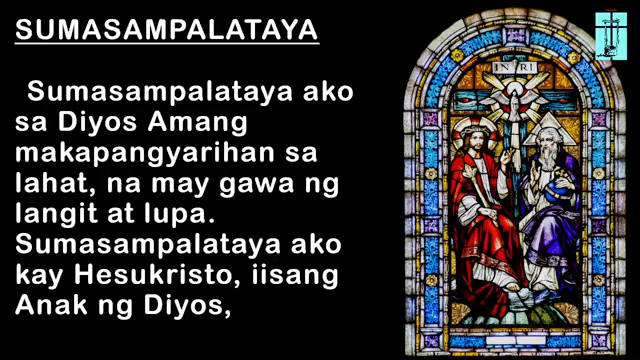 SUMASAMPALATAYA
Sumasampalataya ako
sa Diyos Amang
makapangyarihan sa
lahat, na may gawa ng
langit at lupa.
Sumasampalataya ako
kay Hesukristo, iisang
Anak ng Diyos,
INRI